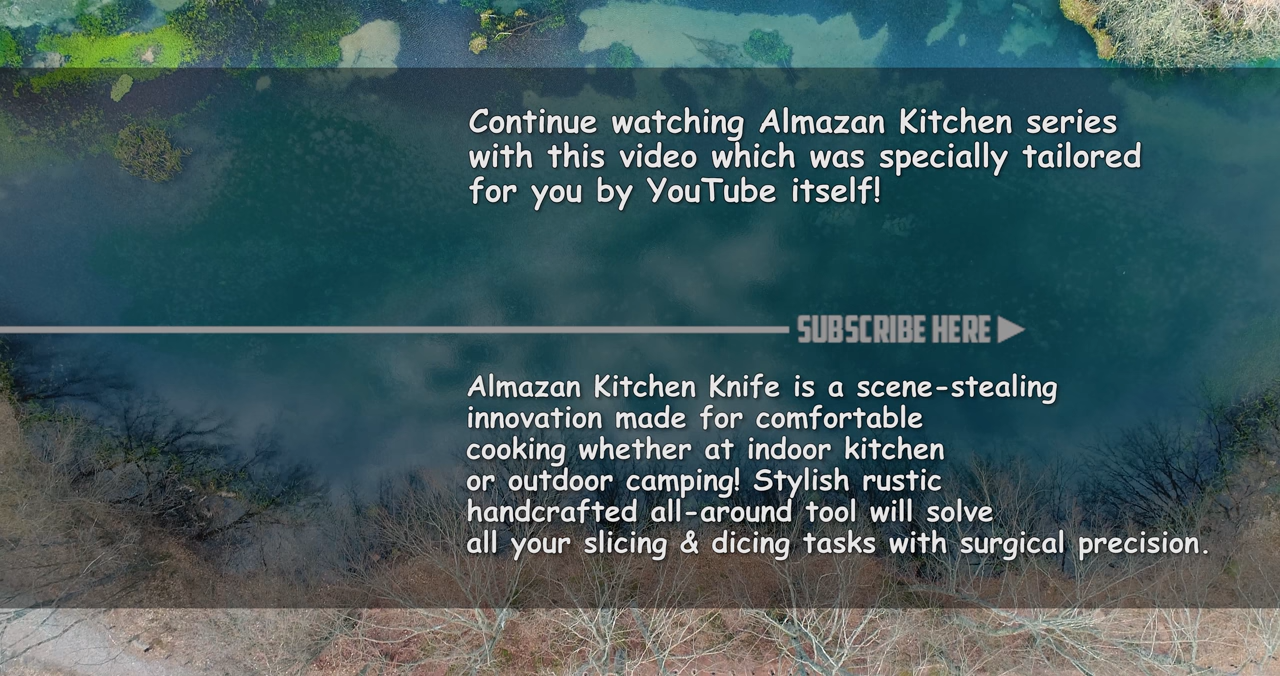 Continue watching Almazan Kitchen series
with this video which was specially tailored
for you by YouTube itself!
SUBSCRIBE HERE
Almazan Kitchen Knife is a scene-stealing
innovation made for comfortable
cooking whether at indoor kitchen
or outdoor camping! Stylish rustic
handcrafted all-around tool will solve
all your slicing & dicing tasks with surgical precision.